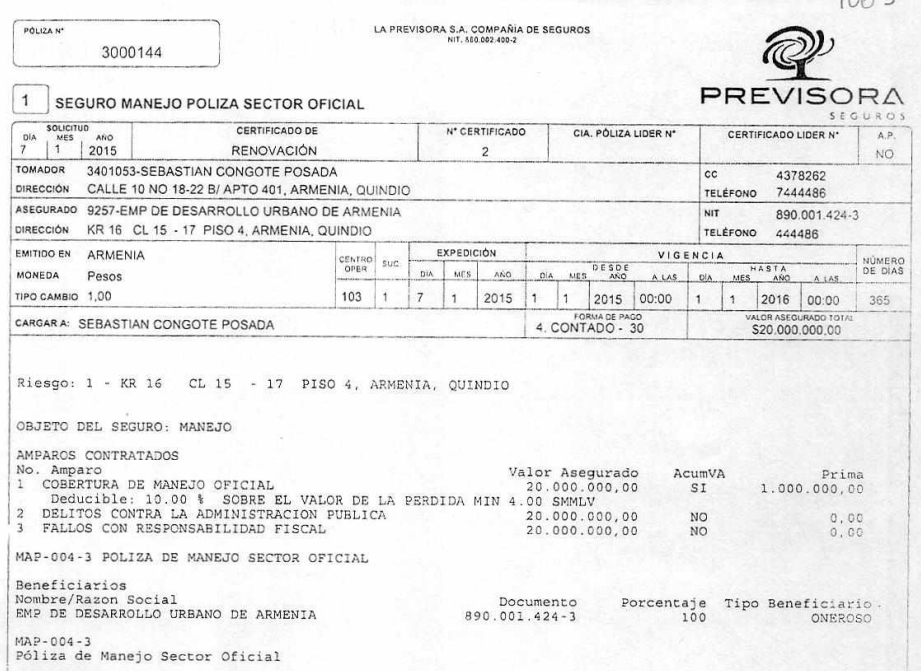 PÓLIZA N°
3000144
LA PREVISORA S.A. COMPAÑÍA DE SEGUROS
NIT. 860.002.400-2
PREVISORA
SEGUROS
1 SEGURO MANEJO POLIZA SECTOR OFICIAL
SOLICITUD
DÍA MES AÑO
7 1 2015
CERTIFICADO DE
RENOVACIÓN
N° CERTIFICADO
2
CIA. PÓLIZA LIDER N°
CERTIFICADO LIDER N°
A.P.
NO
TOMADOR 3401053-SEBASTIAN CONGOTE POSADA
CC 4378262
DIRECCIÓN CALLE 10 NO 18-22 B/ APTO 401, ARMENIA, QUINDIO
TELÉFONO 7444486
ASEGURADO 9257-EMP DE DESARROLLO URBANO DE ARMENIA
NIT 890.001.424-3
DIRECCIÓN KR 16 CL 15 - 17 PISO 4, ARMENIA, QUINDIO
TELÉFONO 444486
EMITIDO EN ARMENIA
MONEDA Pesos
TIPO CAMBIO 1,00
CENTRO OPER
103
SUC.
1
EXPEDICIÓN
DÍA MES AÑO
7 1 2015
VIGENCIA
DESDE
DÍA MES AÑO A LAS
1 1 2015 00:00
HASTA
DÍA MES AÑO A LAS
1 1 2016 00:00
NÚMERO DE DÍAS
365
CARGAR A: SEBASTIAN CONGOTE POSADA
FORMA DE PAGO
4. CONTADO - 30
VALOR ASEGURADO TOTAL
$20.000.000,00
Riesgo: 1 - KR 16 CL 15 - 17 PISO 4, ARMENIA, QUINDIO
OBJETO DEL SEGURO: MANEJO
AMPAROS CONTRATADOS
No. Amparo Valor Asegurado AcumVA Prima
1 COBERTURA DE MANEJO OFICIAL 20.000.000,00 SI 1.000.000,00
Deducible: 10.00 % SOBRE EL VALOR DE LA PERDIDA MIN 4.00 SMMLV
2 DELITOS CONTRA LA ADMINISTRACION PUBLICA 20.000.000,00 NO 0,00
3 FALLOS CON RESPONSABILIDAD FISCAL 20.000.000,00 NO 0,00
MAP-004-3 POLIZA DE MANEJO SECTOR OFICIAL
Beneficiarios
Nombre/Razon Social Documento Porcentaje Tipo Beneficiario
EMP DE DESARROLLO URBANO DE ARMENIA 890.001.424-3 100 ONEROSO
MAP-004-3
Póliza de Manejo Sector Oficial